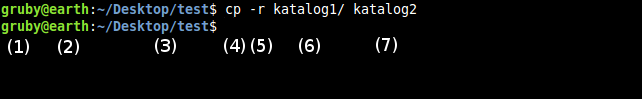 gruby@earth:~/Desktop/test$ cp -r katalog1/ katalog2
gruby@earth:~/Desktop/test$
(1) (2) (3) (4) (5) (6) (7)